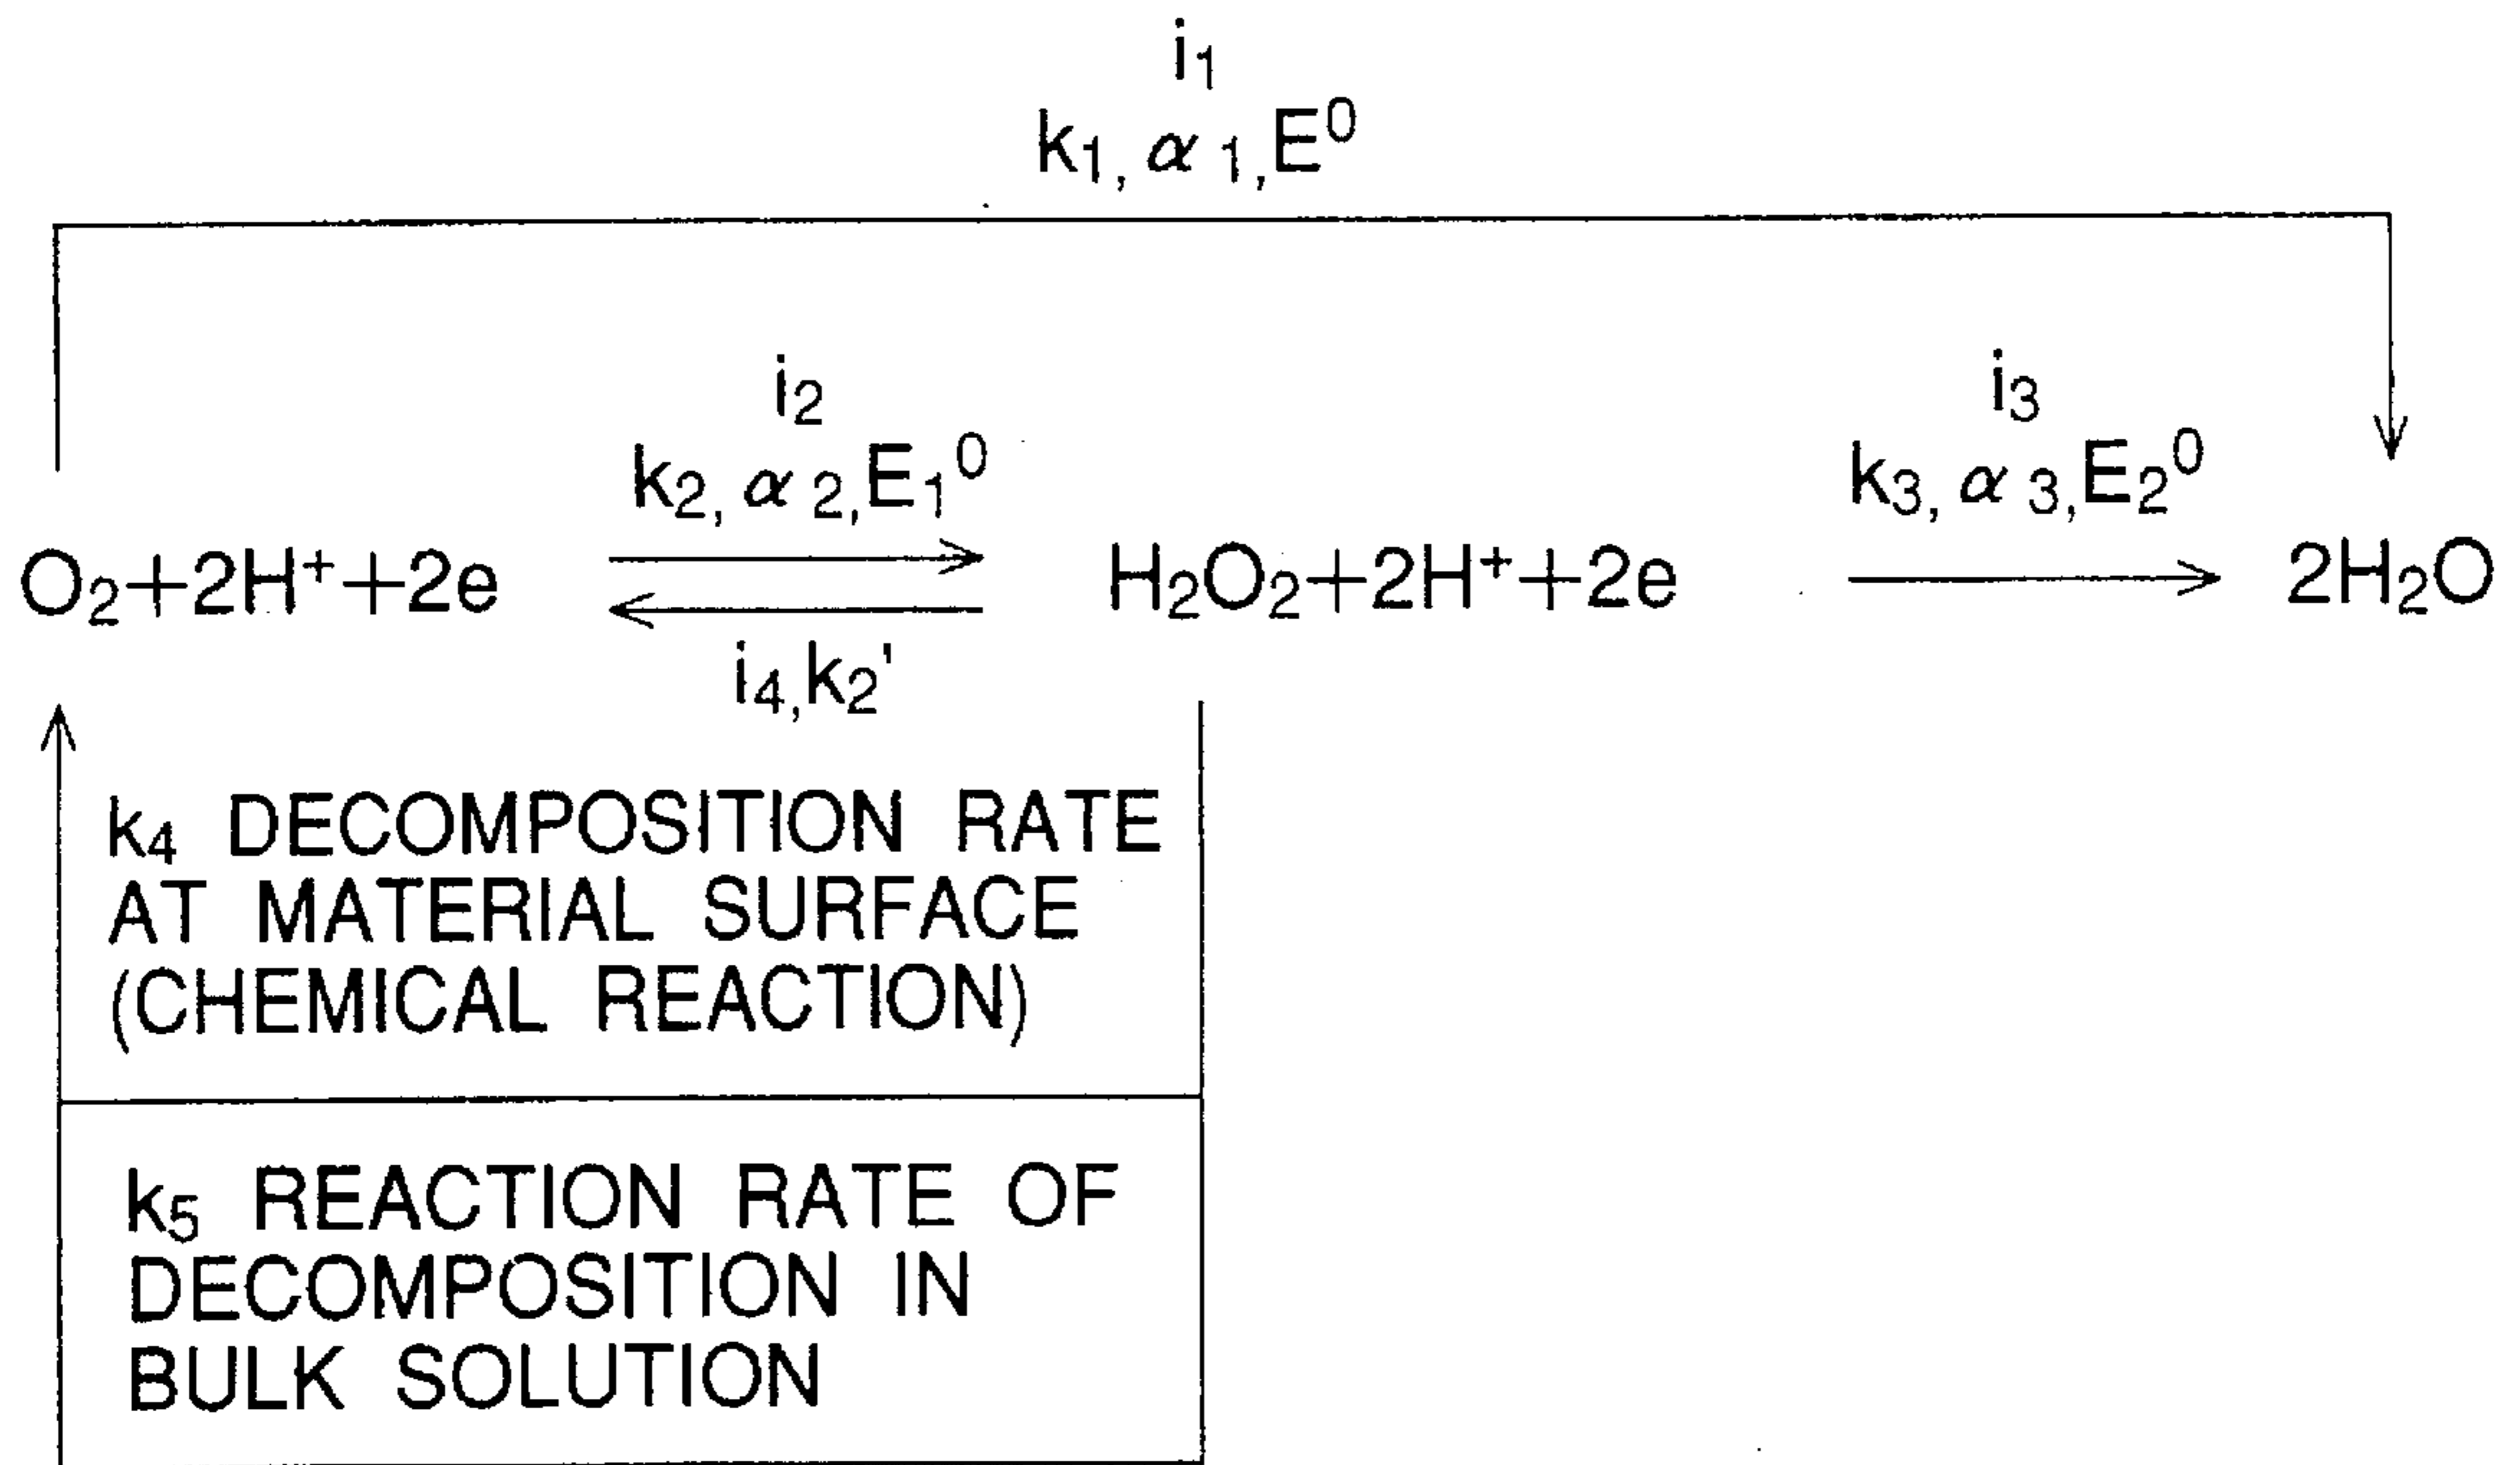 i₁
k₁, α₁, E⁰
i₂
k₂, α₂, E₁⁰
i₃
k₃, α₃, E₂⁰
O₂+2H⁺+2e
H₂O₂+2H⁺+2e
2H₂O
i₄, k₂'
k₄ DECOMPOSITION RATE
AT MATERIAL SURFACE
(CHEMICAL REACTION)
k₅ REACTION RATE OF
DECOMPOSITION IN
BULK SOLUTION